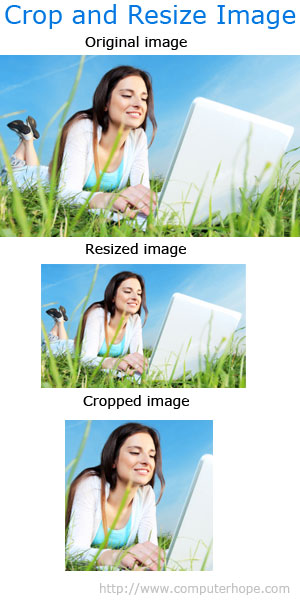 Crop and Resize Image
Original image
Resized image
Cropped image
http://www.computerhope.com